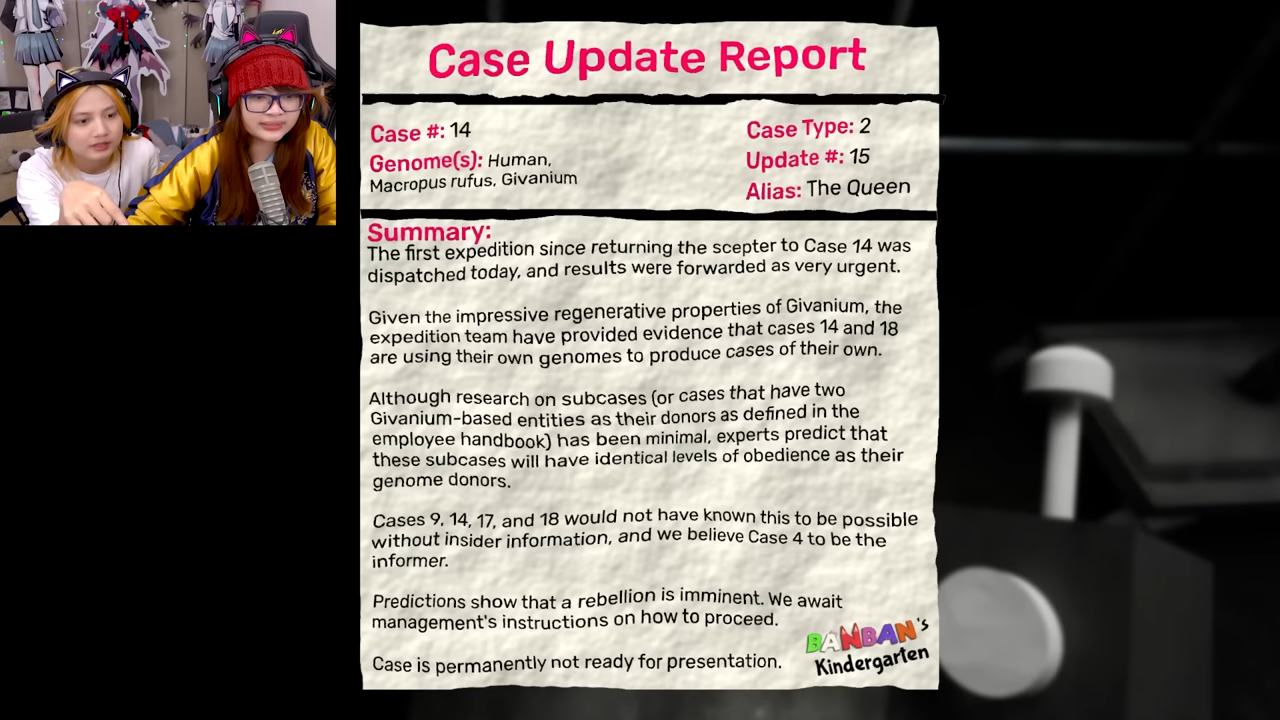 Case Update Report
Case #: 14
Genome(s): Human,
Macropus rufus, Givanium
Case Type: 2
Update #: 15
Alias: The Queen
Summary:
The first expedition since returning the scepter to Case 14 was
dispatched today, and results were forwarded as very urgent.
Given the impressive regenerative properties of Givanium, the
expedition team have provided evidence that cases 14 and 18
are using their own genomes to produce cases of their own.
Although research on subcases (or cases that have two
Givanium-based entities as their donors as defined in the
employee handbook) has been minimal, experts predict that
these subcases will have identical levels of obedience as their
genome donors.
Cases 9, 14, 17, and 18 would not have known this to be possible
without insider information, and we believe Case 4 to be the
informer.
Predictions show that a rebellion is imminent. We await
management's instructions on how to proceed.
Case is permanently not ready for presentation.
BANBAN's
Kindergarten